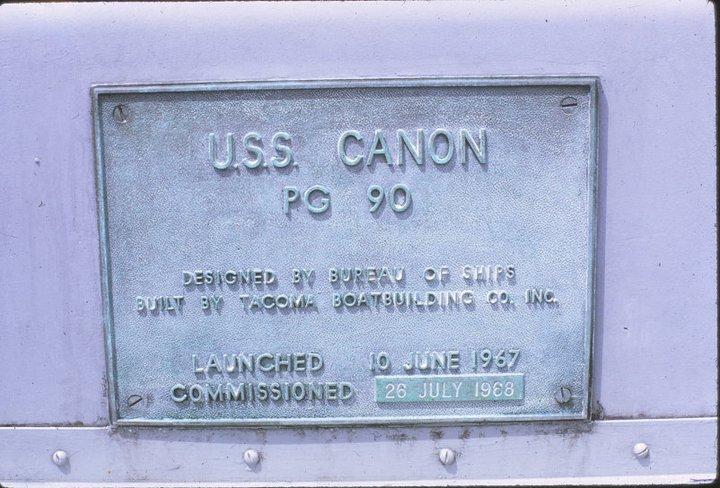 U.S.S. CANON
PG 90
DESIGNED BY BUREAU OF SHIPS
BUILT BY TACOMA BOATBUILDING CO. INC.
LAUNCHED 10 JUNE 1967
COMMISSIONED 26 JULY 1968